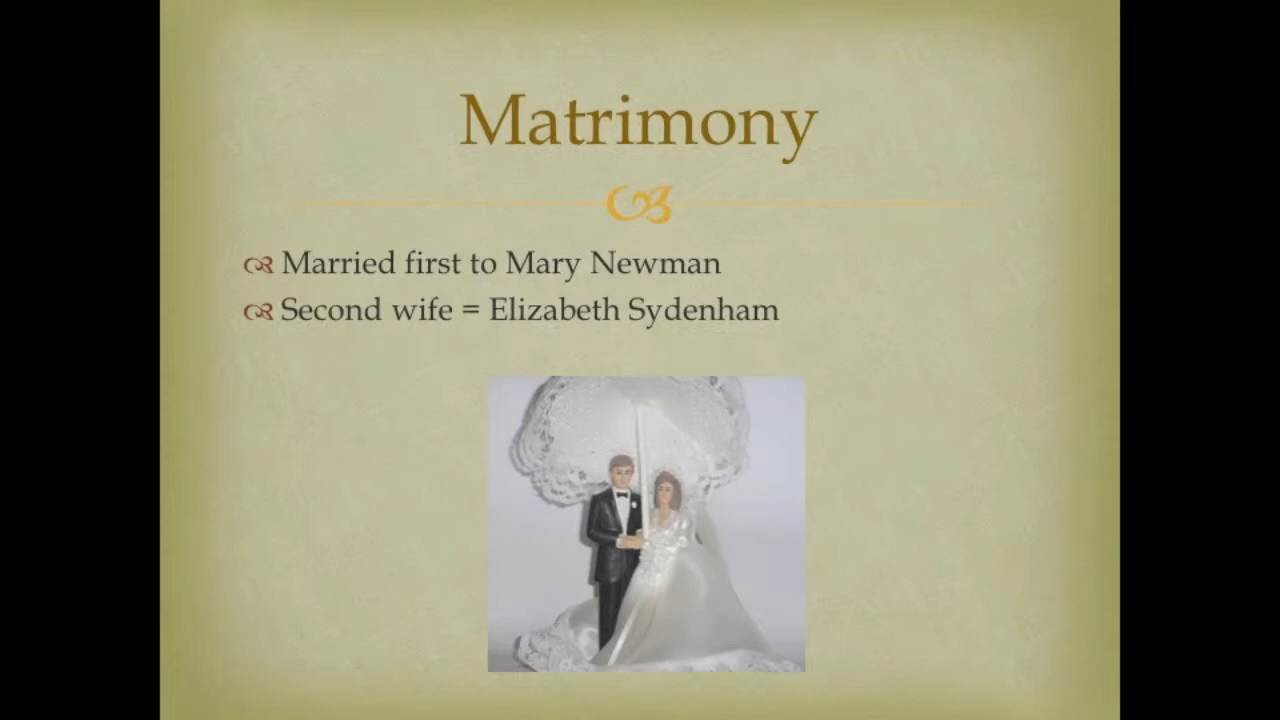 Matrimony
Married first to Mary Newman
Second wife = Elizabeth Sydenham